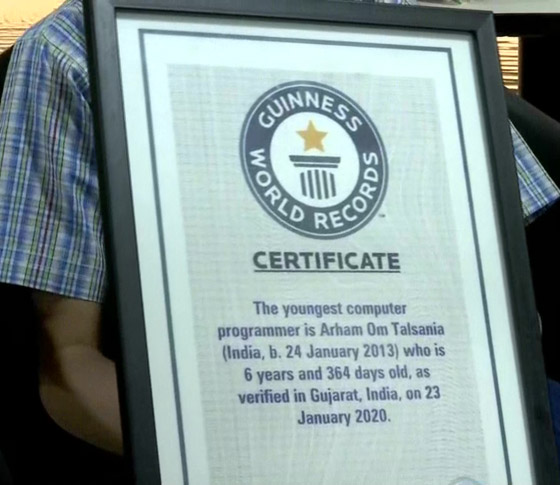 GUINNESS
WORLD RECORDS
CERTIFICATE
The youngest computer
programmer is Arham Om Talsania
(India, b. 24 January 2013) who is
6 years and 364 days old, as
verified in Gujarat, India, on 23
January 2020.